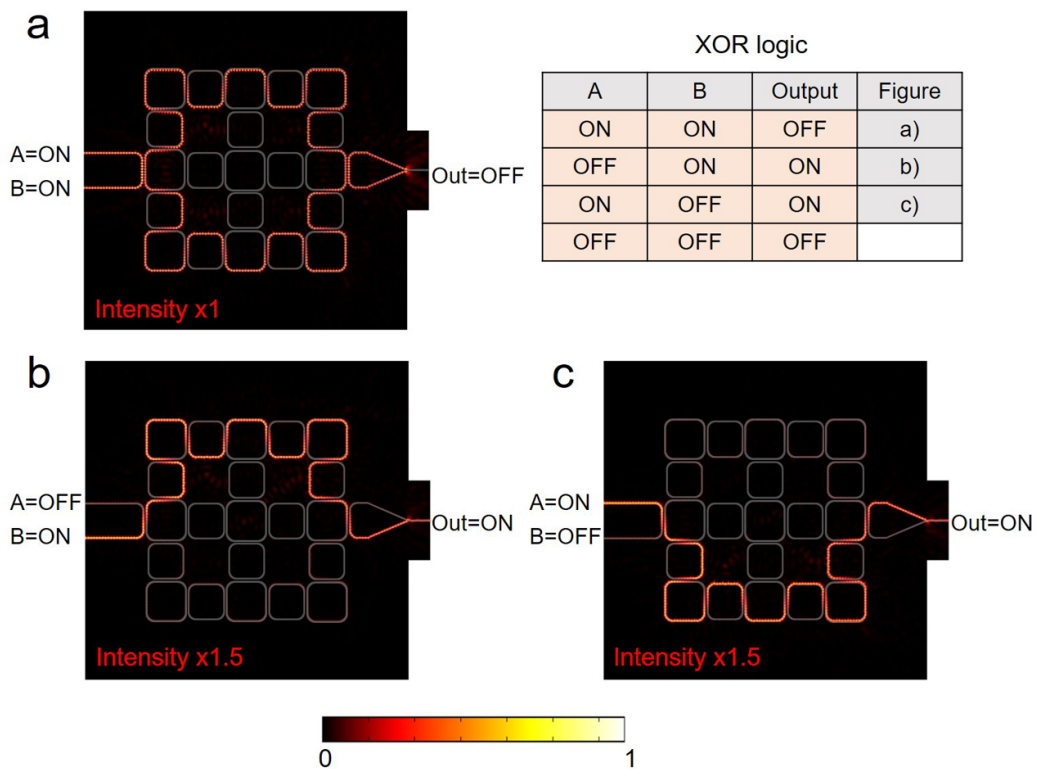 a
A=ON
B=ON
Out=OFF
Intensity x1
XOR logic
A B Output Figure
ON ON OFF a)
OFF ON ON b)
ON OFF ON c)
OFF OFF OFF
b
A=OFF
B=ON
Out=ON
Intensity x1.5
c
A=ON
B=OFF
Out=ON
Intensity x1.5
0 1